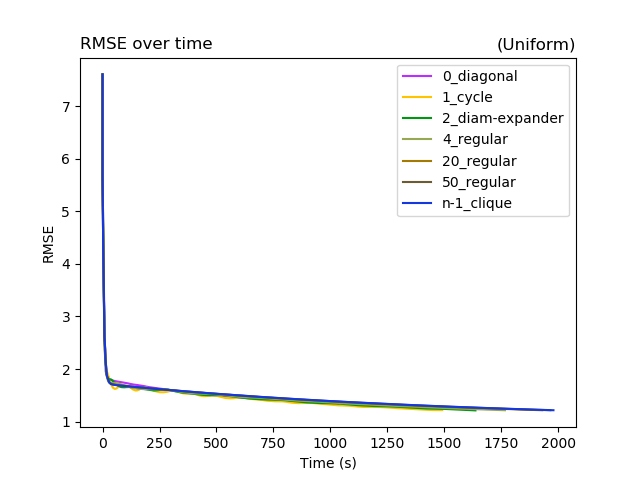 RMSE over time (Uniform)
0_diagonal
1_cycle
2_diam-expander
4_regular
20_regular
50_regular
n-1_clique
RMSE
7
6
5
4
3
2
1
0 250 500 750 1000 1250 1500 1750 2000
Time (s)